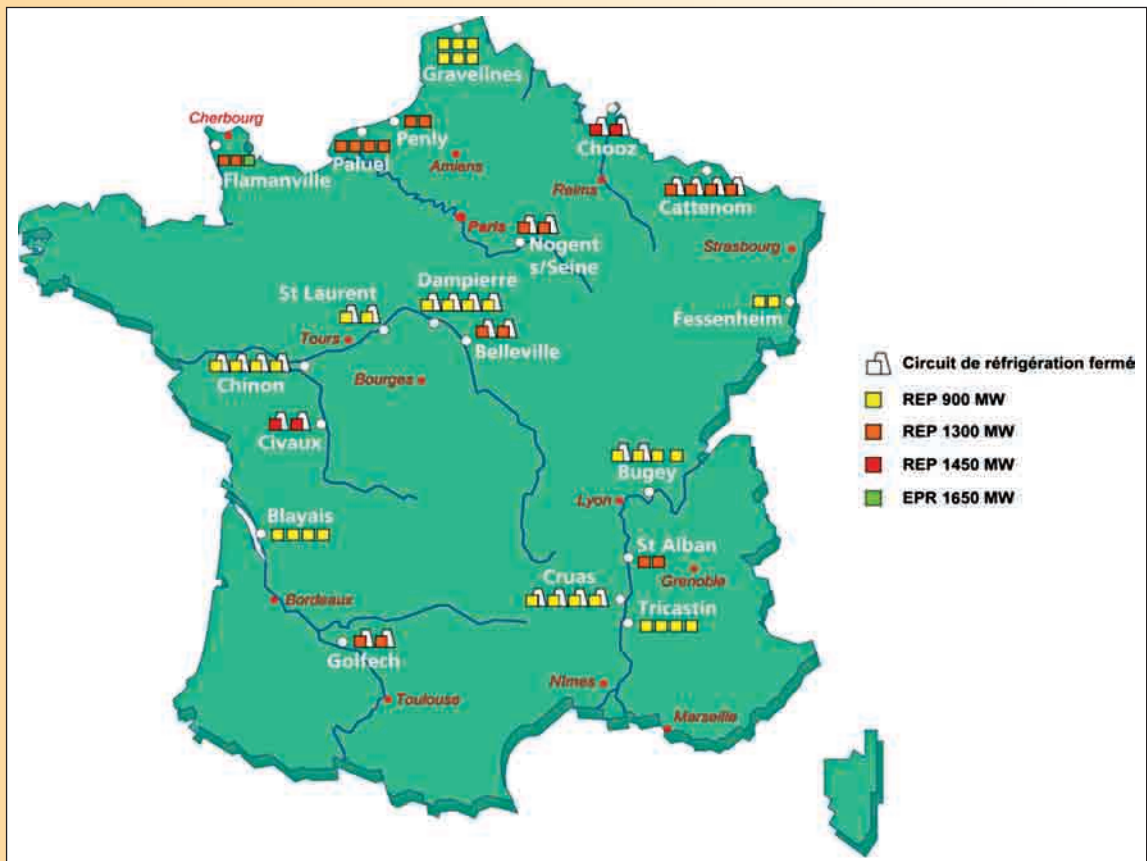 Gravelines
Cherbourg
Penly
Chooz
Paluel
Amiens
Flamanville
Reims
Cattenom
Paris
Nogent
s/Seine
Strasbourg
Dampierre
St Laurent
Fessenheim
Tours
Belleville
Chinon
Bourges
Civaux
Bugey
Lyon
Blayais
St Alban
Grenoble
Cruas
Bordeaux
Tricastin
Golfech
Nîmes
Toulouse
Marseille
Circuit de réfrigération fermé
REP 900 MW
REP 1300 MW
REP 1450 MW
EPR 1650 MW